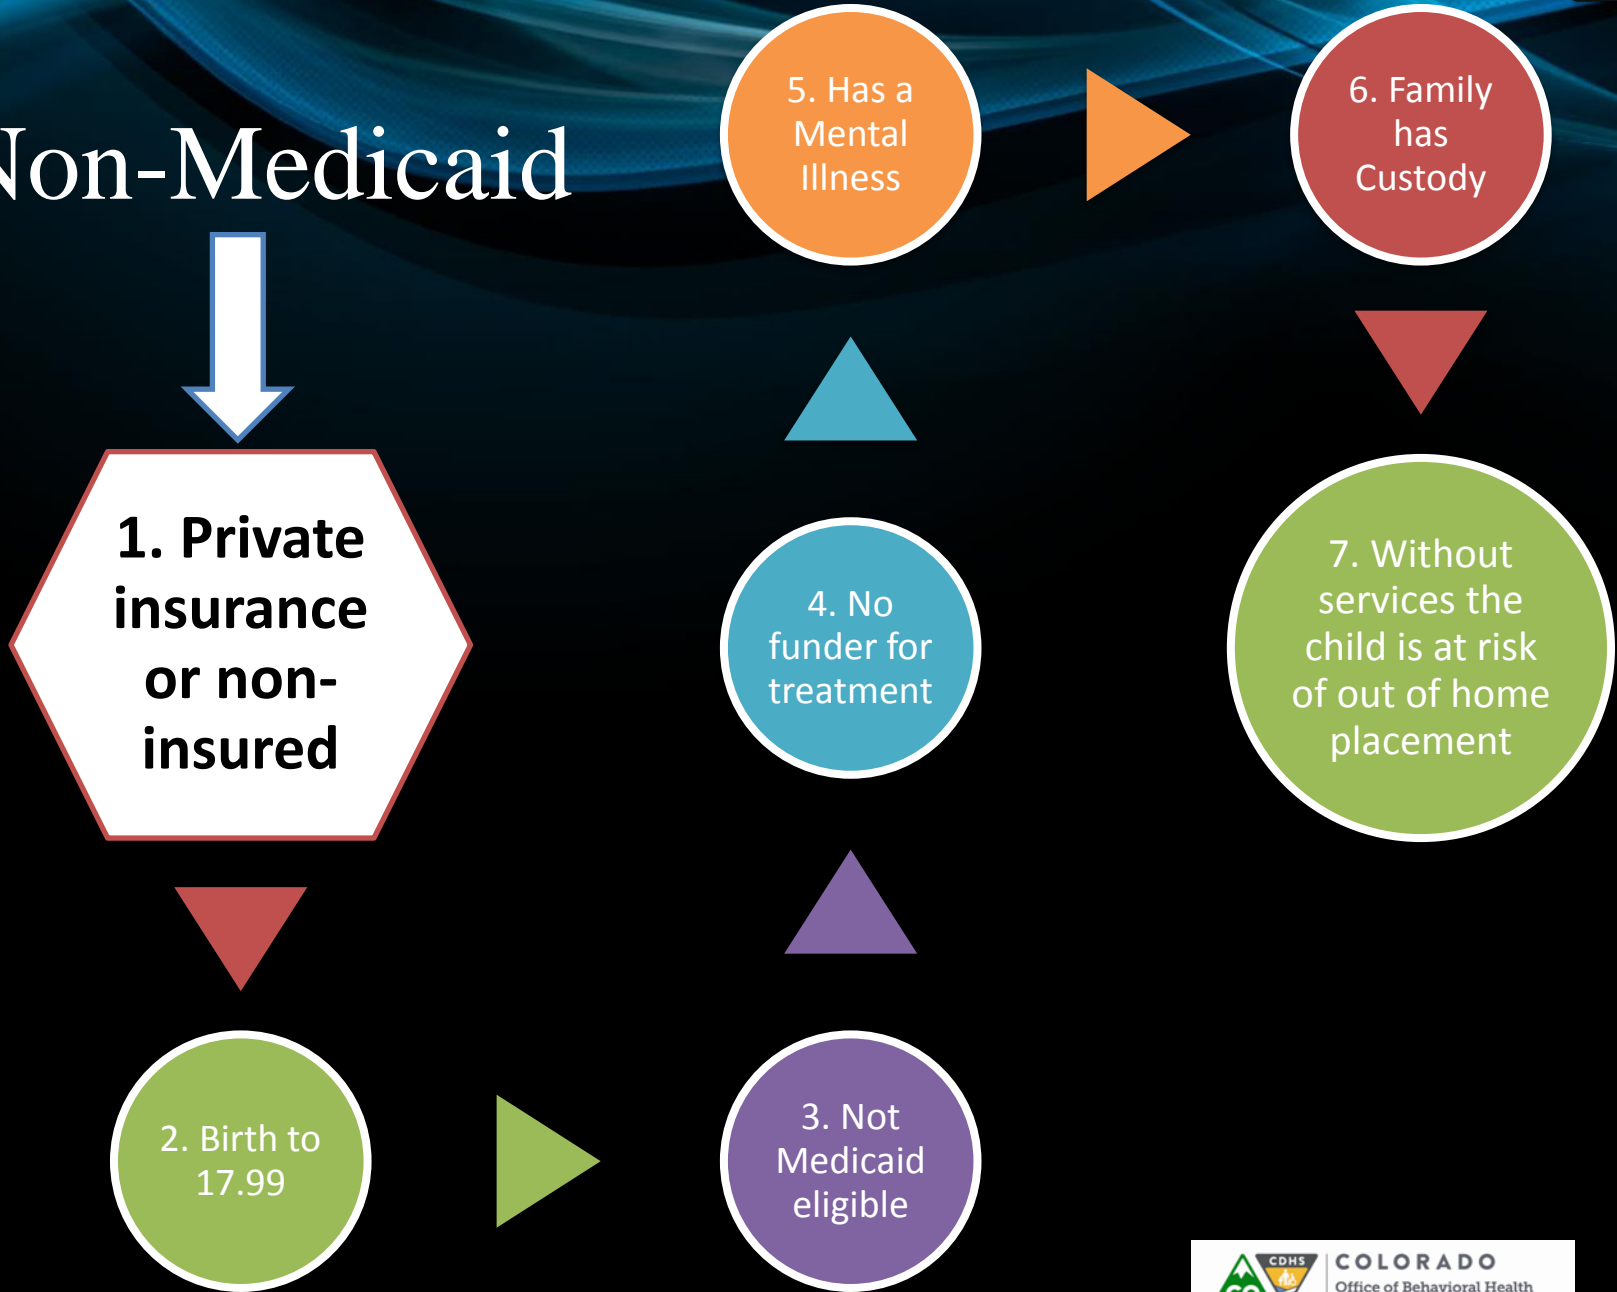 Non-Medicaid
1. Private
insurance
or non-
insured
2. Birth to
17.99
3. Not
Medicaid
eligible
4. No
funder for
treatment
5. Has a
Mental
Illness
6. Family
has
Custody
7. Without
services the
child is at risk
of out of home
placement
CDHS
CO
COLORADO
Office of Behavioral Health